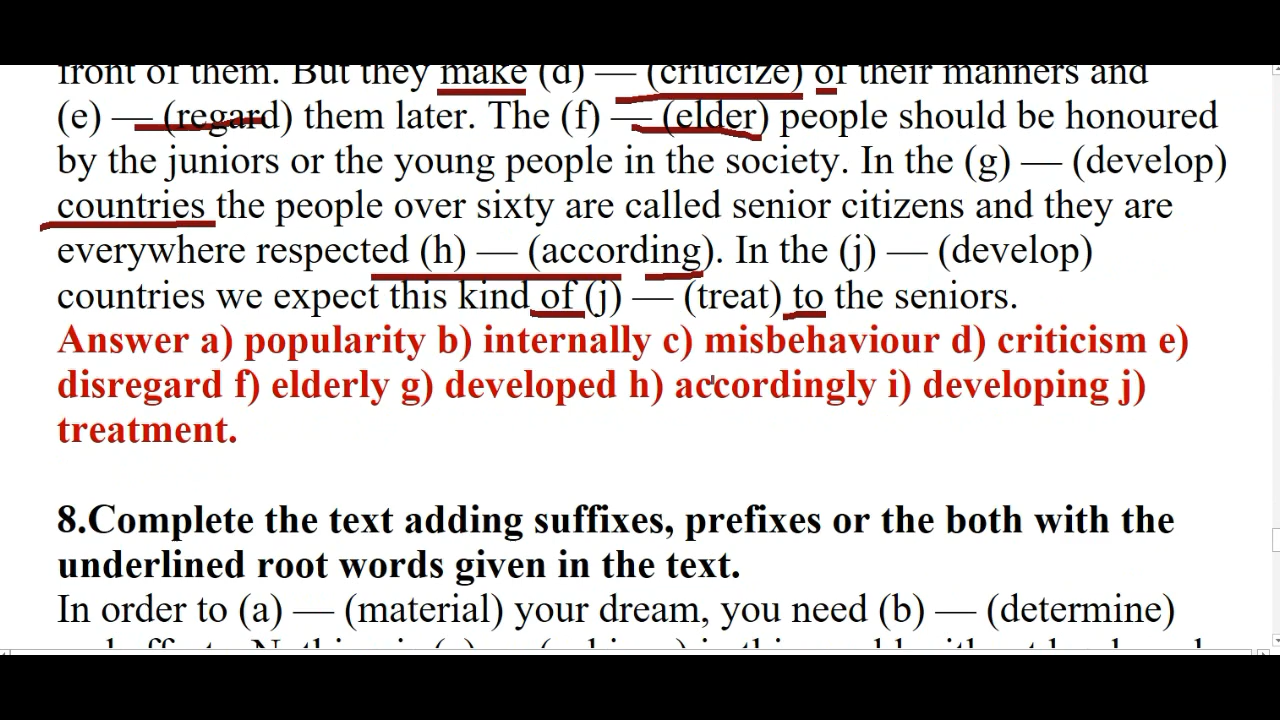 front of them. But they make (d) — (criticize) of their manners and
(e) — (regard) them later. The (f) — (elder) people should be honoured
by the juniors or the young people in the society. In the (g) — (develop)
countries the people over sixty are called senior citizens and they are
everywhere respected (h) — (according). In the (j) — (develop)
countries we expect this kind of (j) — (treat) to the seniors.
Answer a) popularity b) internally c) misbehaviour d) criticism e)
disregard f) elderly g) developed h) accordingly i) developing j)
treatment.
8.Complete the text adding suffixes, prefixes or the both with the
underlined root words given in the text.
In order to (a) — (material) your dream, you need (b) — (determine)